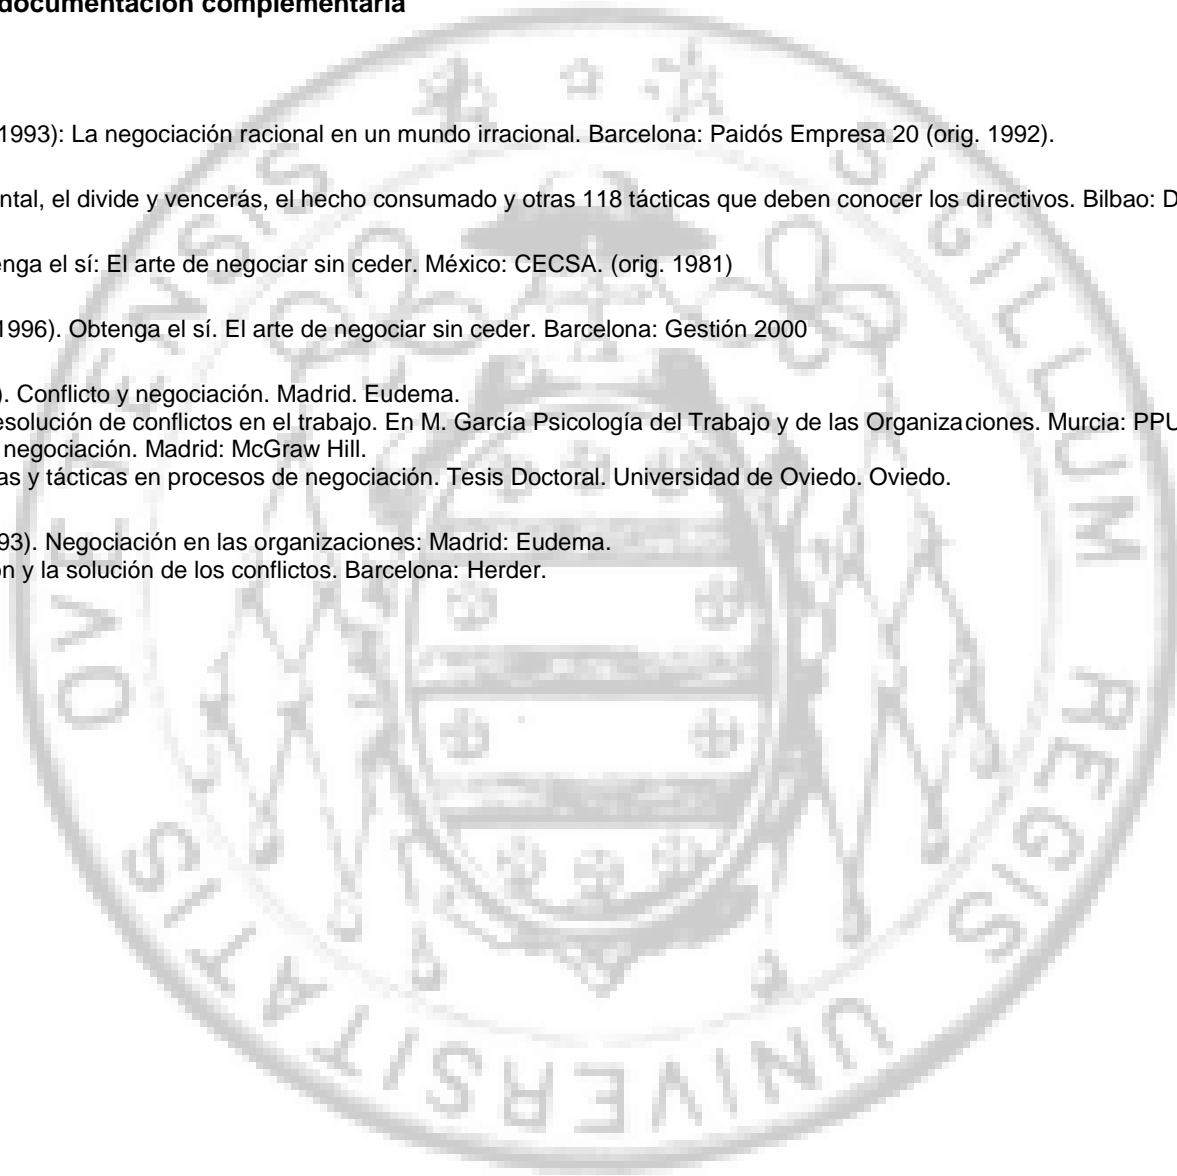 documentación complementaria
1993): La negociación racional en un mundo irracional. Barcelona: Paidós Empresa 20 (orig. 1992).
ntal, el divide y vencerás, el hecho consumado y otras 118 tácticas que deben conocer los directivos. Bilbao: D
enga el sí: El arte de negociar sin ceder. México: CECSA. (orig. 1981)
1996). Obtenga el sí. El arte de negociar sin ceder. Barcelona: Gestión 2000
). Conflicto y negociación. Madrid. Eudema.
esolución de conflictos en el trabajo. En M. García Psicología del Trabajo y de las Organizaciones. Murcia: PPU
negociación. Madrid: McGraw Hill.
as y tácticas en procesos de negociación. Tesis Doctoral. Universidad de Oviedo. Oviedo.
93). Negociación en las organizaciones: Madrid: Eudema.
ón y la solución de los conflictos. Barcelona: Herder.
SIGILLUM REGIS UNIVERSITATIS OVETENSIS